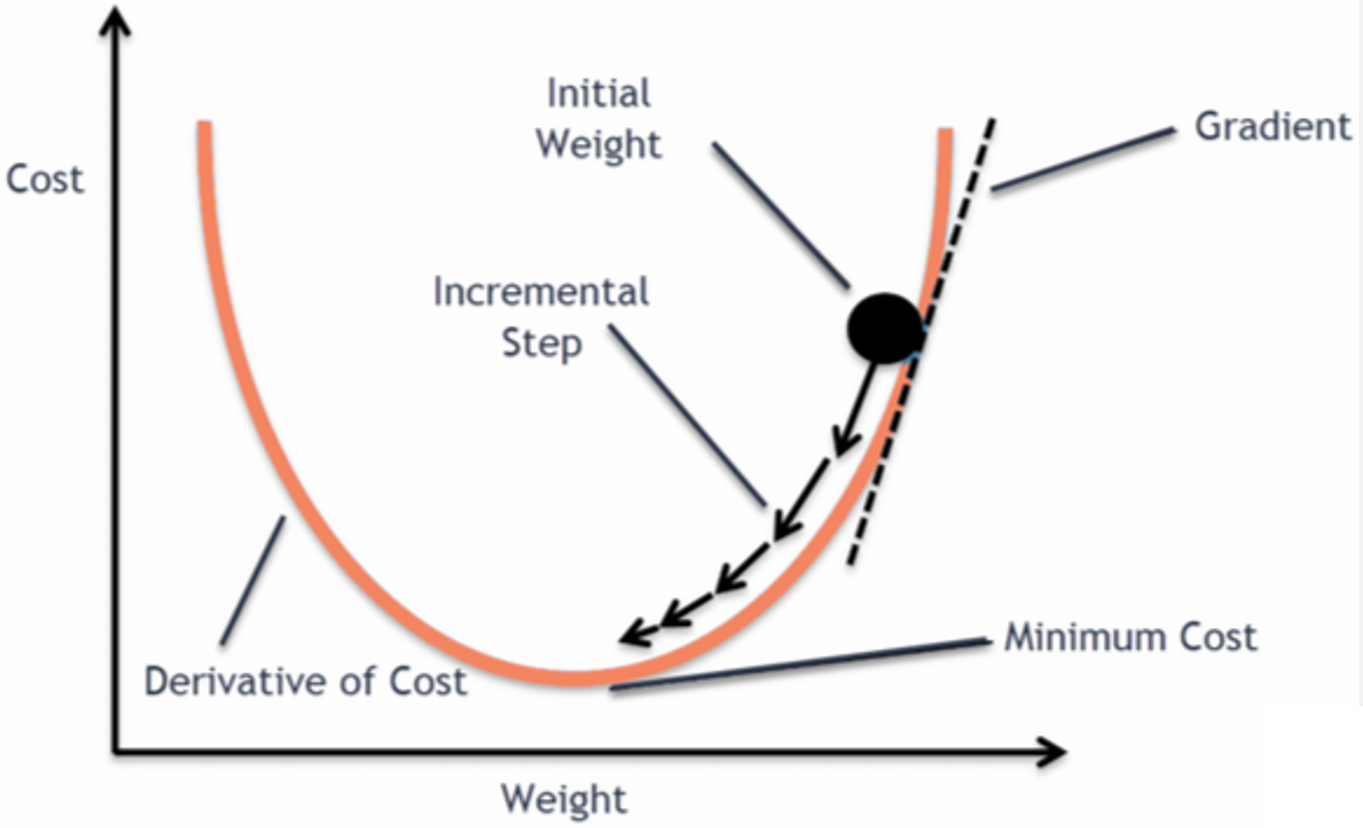 Initial
Weight
Gradient
Cost
Incremental
Step
Minimum Cost
Derivative of Cost
Weight